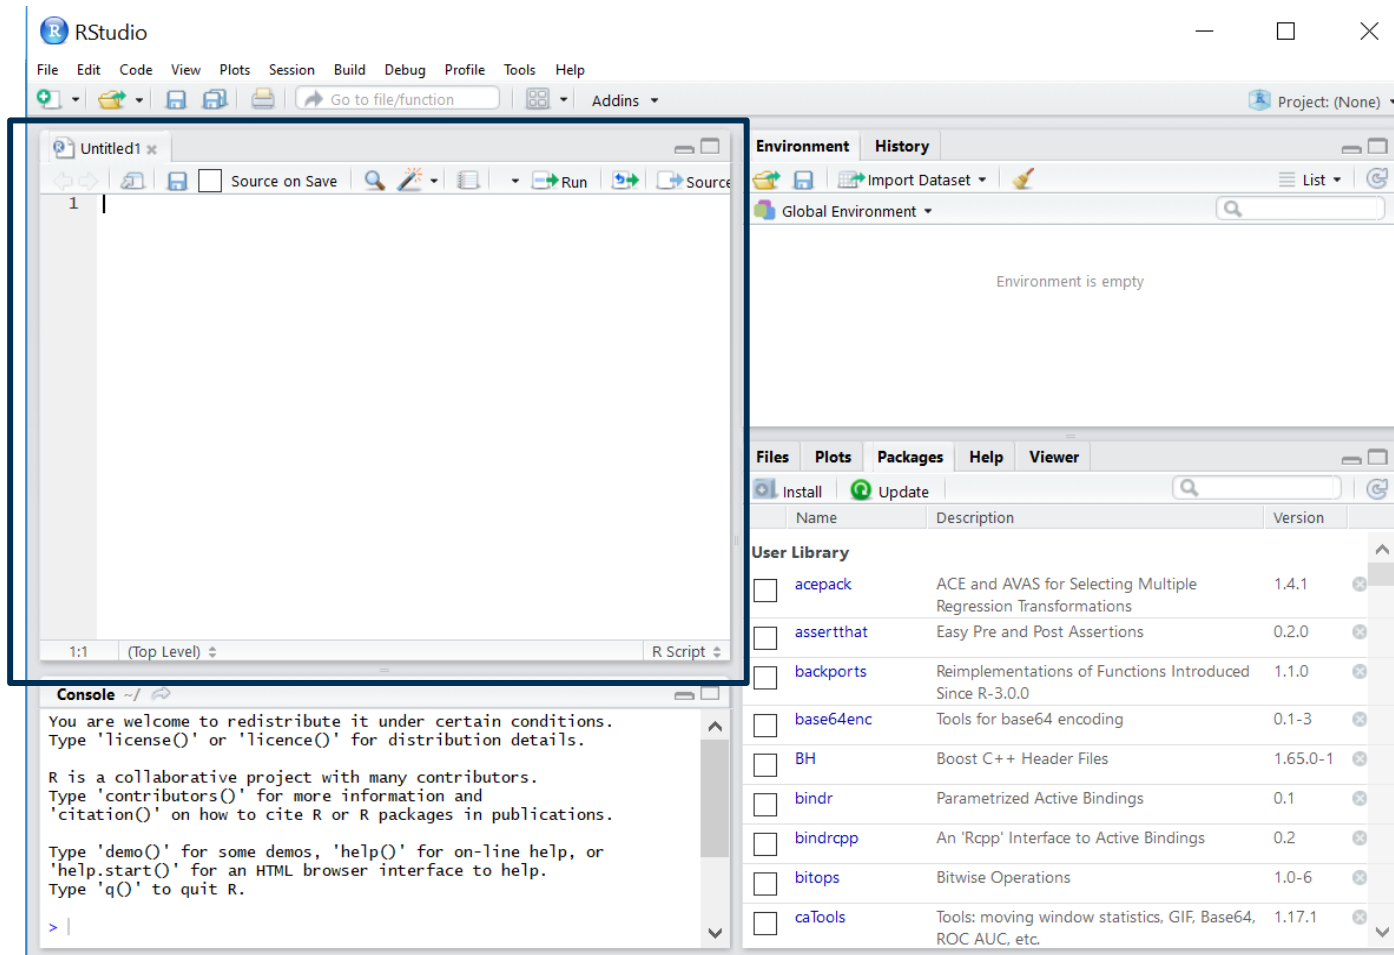 RStudio
File Edit Code View Plots Session Build Debug Profile Tools Help
Go to file/function Addins Project: (None)
Untitled1
Source on Save Run Source
1
1:1 (Top Level) R Script
Console ~/
You are welcome to redistribute it under certain conditions.
Type 'license()' or 'licence()' for distribution details.
R is a collaborative project with many contributors.
Type 'contributors()' for more information and
'citation()' on how to cite R or R packages in publications.
Type 'demo()' for some demos, 'help()' for on-line help, or
'help.start()' for an HTML browser interface to help.
Type 'q()' to quit R.
>
Environment History
Import Dataset List
Global Environment
Environment is empty
Files Plots Packages Help Viewer
Install Update
Name Description Version
User Library
acepack ACE and AVAS for Selecting Multiple 1.4.1
Regression Transformations
assertthat Easy Pre and Post Assertions 0.2.0
backports Reimplementations of Functions Introduced 1.1.0
Since R-3.0.0
base64enc Tools for base64 encoding 0.1-3
BH Boost C++ Header Files 1.65.0-1
bindr Parametrized Active Bindings 0.1
bindrcpp An 'Rcpp' Interface to Active Bindings 0.2
bitops Bitwise Operations 1.0-6
caTools Tools: moving window statistics, GIF, Base64, 1.17.1
ROC AUC, etc.